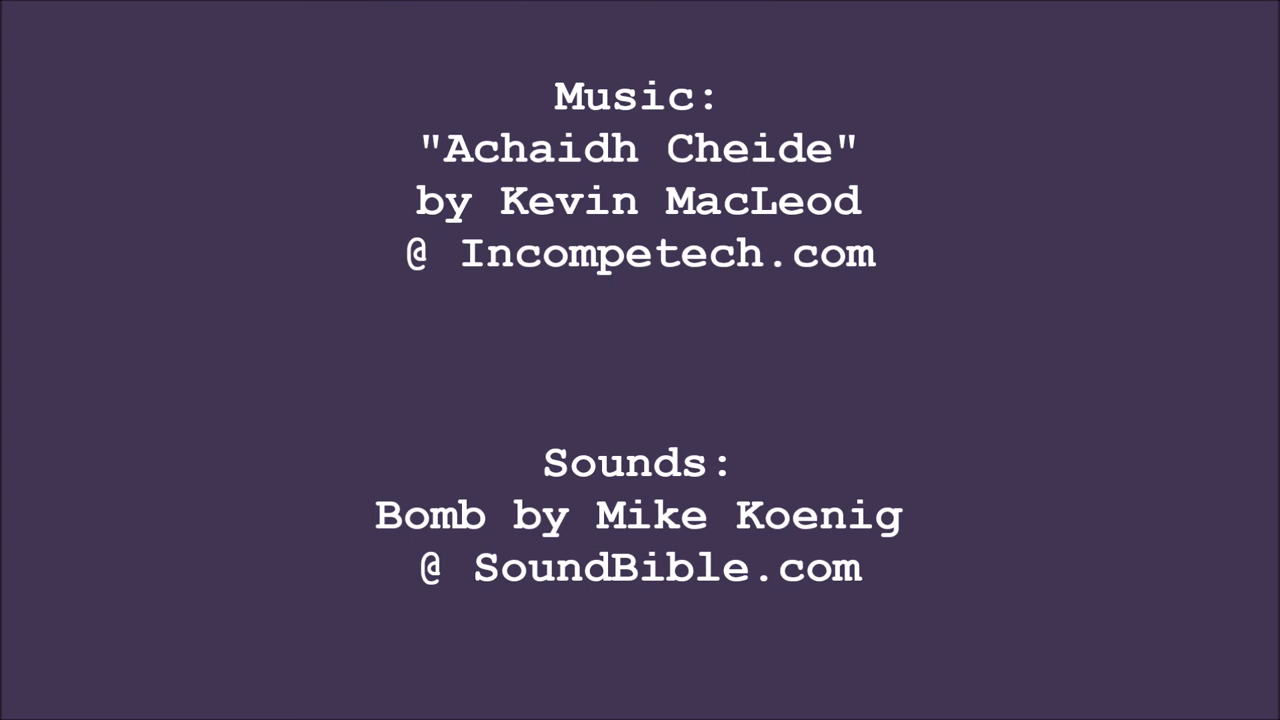 Music:
"Achaidh Cheide"
by Kevin MacLeod
@ Incompetech.com
Sounds:
Bomb by Mike Koenig
@ SoundBible.com